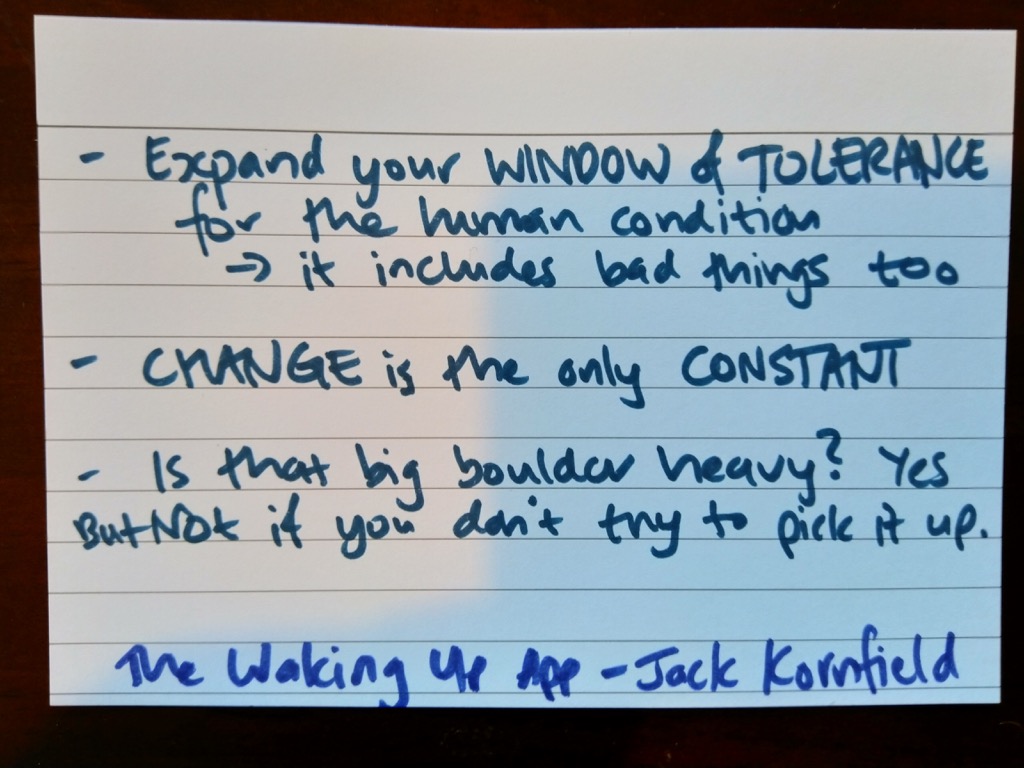 - Expand your WINDOW of TOLERANCE
for the human condition
→ it includes bad things too
- CHANGE is the only CONSTANT
- Is that big boulder heavy? Yes
But NOt if you don't try to pick it up.
The Waking Up App - Jack Kornfield